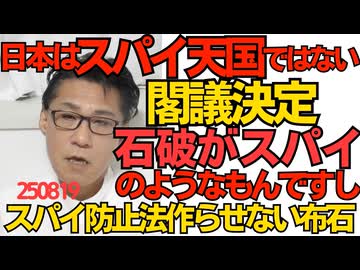 日本はスパイ天国ではない
閣議決定
石破がスパイ
のようなもんですし
250819
スパイ防止法作らせない布石